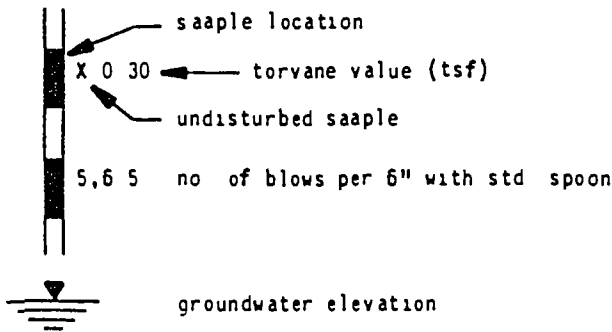 saaple location
X 0 30 torvane value (tsf)
undisturbed saaple
5,6 5 no of blows per 6" with std spoon
groundwater elevation